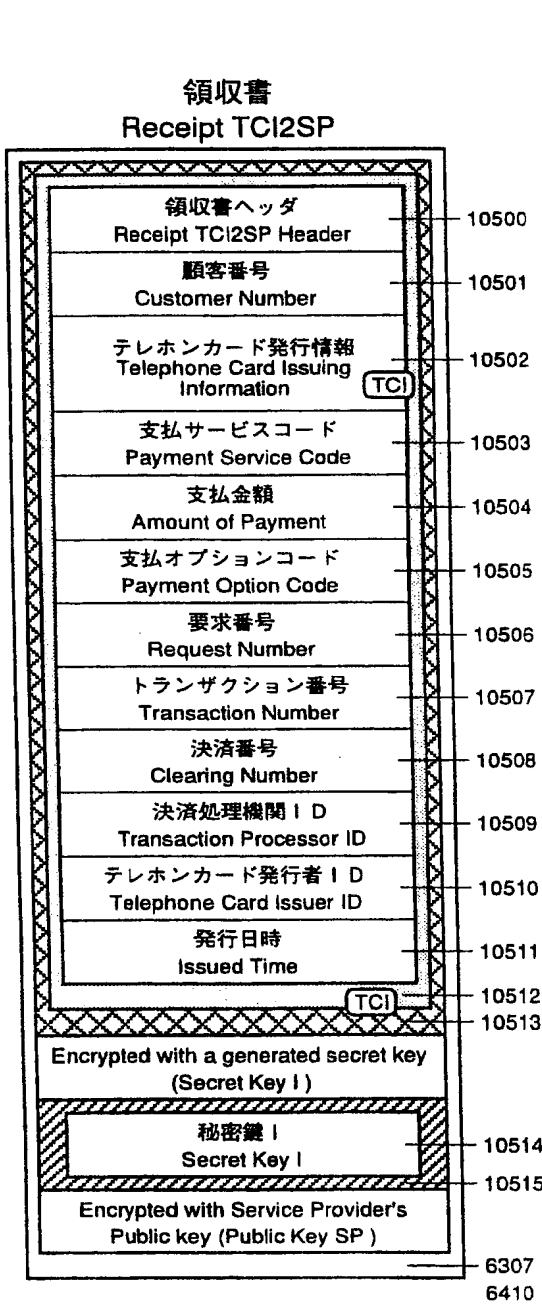 領収書
Receipt TCI2SP
領収書ヘッダ
Receipt TCI2SP Header
10500
顧客番号
Customer Number
10501
テレホンカード発行情報
Telephone Card Issuing
Information
TCI
10502
支払サービスコード
Payment Service Code
10503
支払金額
Amount of Payment
10504
支払オプションコード
Payment Option Code
10505
要求番号
Request Number
10506
トランザクション番号
Transaction Number
10507
決済番号
Clearing Number
10508
決済処理機関ID
Transaction Processor ID
10509
テレホンカード発行者ID
Telephone Card Issuer ID
10510
発行日時
Issued Time
10511
TCI
10512
10513
Encrypted with a generated secret key
(Secret Key I )
秘密鍵 I
Secret Key I
10514
10515
Encrypted with Service Provider's
Public key (Public Key SP )
6307
6410